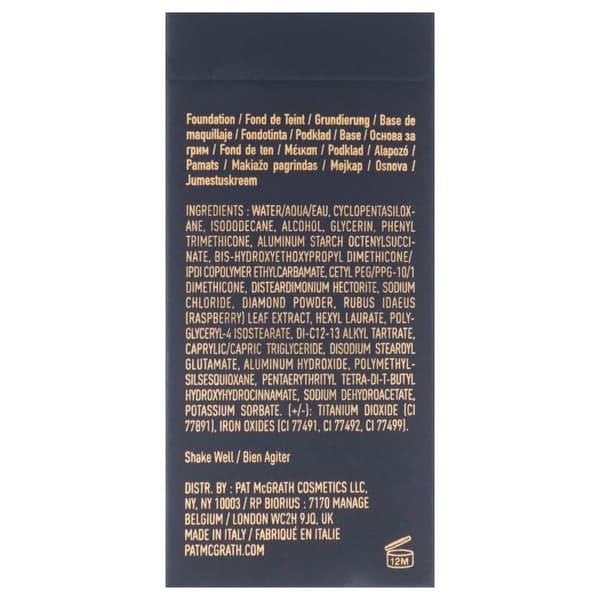 Foundation / Fond de Teint / Grundierung / Base de
maquillaje / Fondotinta / Podkład / Base / Основа за
грим / Fond de ten / Μέικαπ / Podklad / Alapozó /
Pamats / Makiažo pagrindas / Mejkap / Osnova /
Jumestuskreem
INGREDIENTS : WATER/AQUA/EAU, CYCLOPENTASILOX-
ANE, ISODODECANE, ALCOHOL, GLYCERIN, PHENYL
TRIMETHICONE, ALUMINUM STARCH OCTENYLSUCCI-
NATE, BIS-HYDROXYETHOXYPROPYL DIMETHICONE/
IPDI COPOLYMER ETHYLCARBAMATE, CETYL PEG/PPG-10/1
DIMETHICONE, DISTEARDIMONIUM HECTORITE, SODIUM
CHLORIDE, DIAMOND POWDER, RUBUS IDAEUS
(RASPBERRY) LEAF EXTRACT, HEXYL LAURATE, POLY-
GLYCERYL-4 ISOSTEARATE, DI-C12-13 ALKYL TARTRATE,
CAPRYLIC/CAPRIC TRIGLYCERIDE, DISODIUM STEAROYL
GLUTAMATE, ALUMINUM HYDROXIDE, POLYMETHYL-
SILSESQUIOXANE, PENTAERYTHRITYL TETRA-DI-T-BUTYL
HYDROXYHYDROCINNAMATE, SODIUM DEHYDROACETATE,
POTASSIUM SORBATE. (+/-): TITANIUM DIOXIDE (CI
77891), IRON OXIDES (CI 77491, CI 77492, CI 77499).
Shake Well / Bien Agiter
DISTR. BY : PAT McGRATH COSMETICS LLC,
NY, NY 10003 / RP BIORIUS : 7170 MANAGE
BELGIUM / LONDON WC2H 9JQ, UK
MADE IN ITALY / FABRIQUÉ EN ITALIE
PATMCGRATH.COM
12M